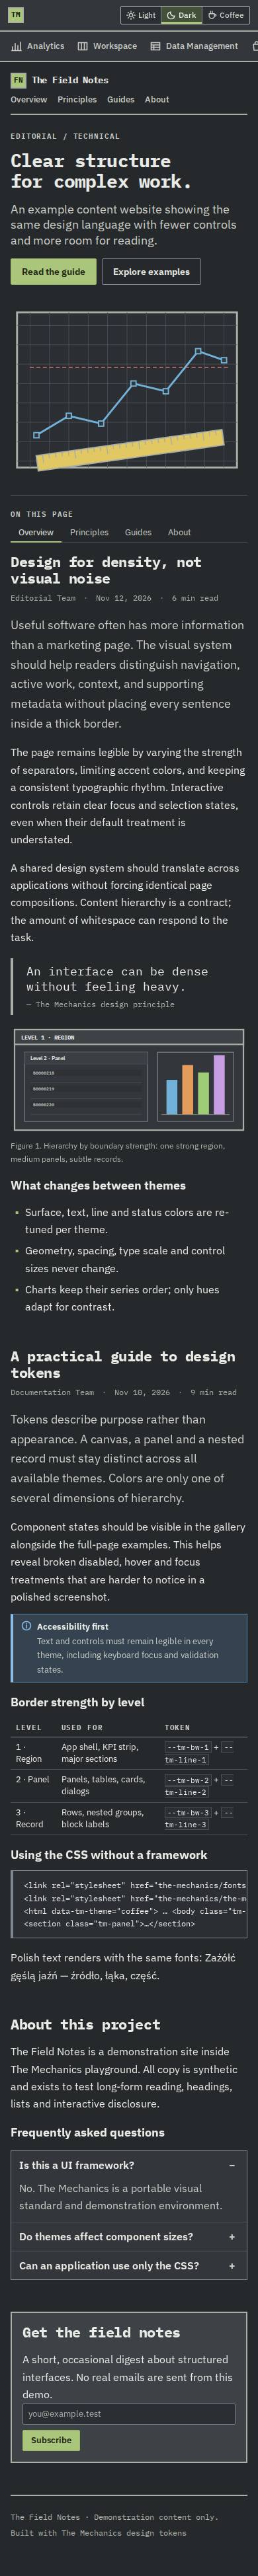 TM
Light
Dark
Coffee
Analytics
Workspace
Data Management
FN
The Field Notes
Overview
Principles
Guides
About
EDITORIAL / TECHNICAL
Clear structure
for complex work.
An example content website showing the
same design language with fewer controls
and more room for reading.
Read the guide
Explore examples
ON THIS PAGE
Overview
Principles
Guides
About
Design for density, not
visual noise
Editorial Team · Nov 12, 2026 · 6 min read
Useful software often has more information
than a marketing page. The visual system
should help readers distinguish navigation,
active work, context, and supporting
metadata without placing every sentence
inside a thick border.
The page remains legible by varying the strength
of separators, limiting accent colors, and keeping
a consistent typographic rhythm. Interactive
controls retain clear focus and selection states,
even when their default treatment is
understated.
A shared design system should translate across
applications without forcing identical page
compositions. Content hierarchy is a contract;
the amount of whitespace can respond to the
task.
An interface can be dense
without feeling heavy.
— The Mechanics design principle
LEVEL 1 · REGION
Level 2 · Panel
Figure 1. Hierarchy by boundary strength: one strong region,
medium panels, subtle records.
What changes between themes
▪ Surface, text, line and status colors are re-
tuned per theme.
▪ Geometry, spacing, type scale and control
sizes never change.
▪ Charts keep their series order; only hues
adapt for contrast.
A practical guide to design
tokens
Documentation Team · Nov 10, 2026 · 9 min read
Tokens describe purpose rather than
appearance. A canvas, a panel and a nested
record must stay distinct across all
available themes. Colors are only one of
several dimensions of hierarchy.
Component states should be visible in the gallery
alongside the full-page examples. This helps
reveal broken disabled, hover and focus
treatments that are harder to notice in a
polished screenshot.
Accessibility first
Text and controls must remain legible in every
theme, including keyboard focus and validation
states.
Border strength by level
LEVEL USED FOR TOKEN
1 · App shell, KPI strip, --tm-bw-1 + --
Region major sections tm-line-1
2 · Panel Panels, tables, cards, --tm-bw-2 + --
dialogs tm-line-2
3 · Rows, nested groups, --tm-bw-3 + --
Record block labels tm-line-3
Using the CSS without a framework
<link rel="stylesheet" href="the-mechanics/fonts
<link rel="stylesheet" href="the-mechanics/the-m
<html data-tm-theme="coffee"> … <body class="tm-
<section class="tm-panel">…</section>
Polish text renders with the same fonts: Zażółć
gęślą jaźń — źródło, łąka, część.
About this project
The Field Notes is a demonstration site inside
The Mechanics playground. All copy is synthetic
and exists to test long-form reading, headings,
lists and interactive disclosure.
Frequently asked questions
Is this a UI framework? −
No. The Mechanics is a portable visual
standard and demonstration environment.
Do themes affect component sizes? +
Can an application use only the CSS? +
Get the field notes
A short, occasional digest about structured
interfaces. No real emails are sent from this
demo.
you@example.test
Subscribe
The Field Notes · Demonstration content only.
Built with The Mechanics design tokens